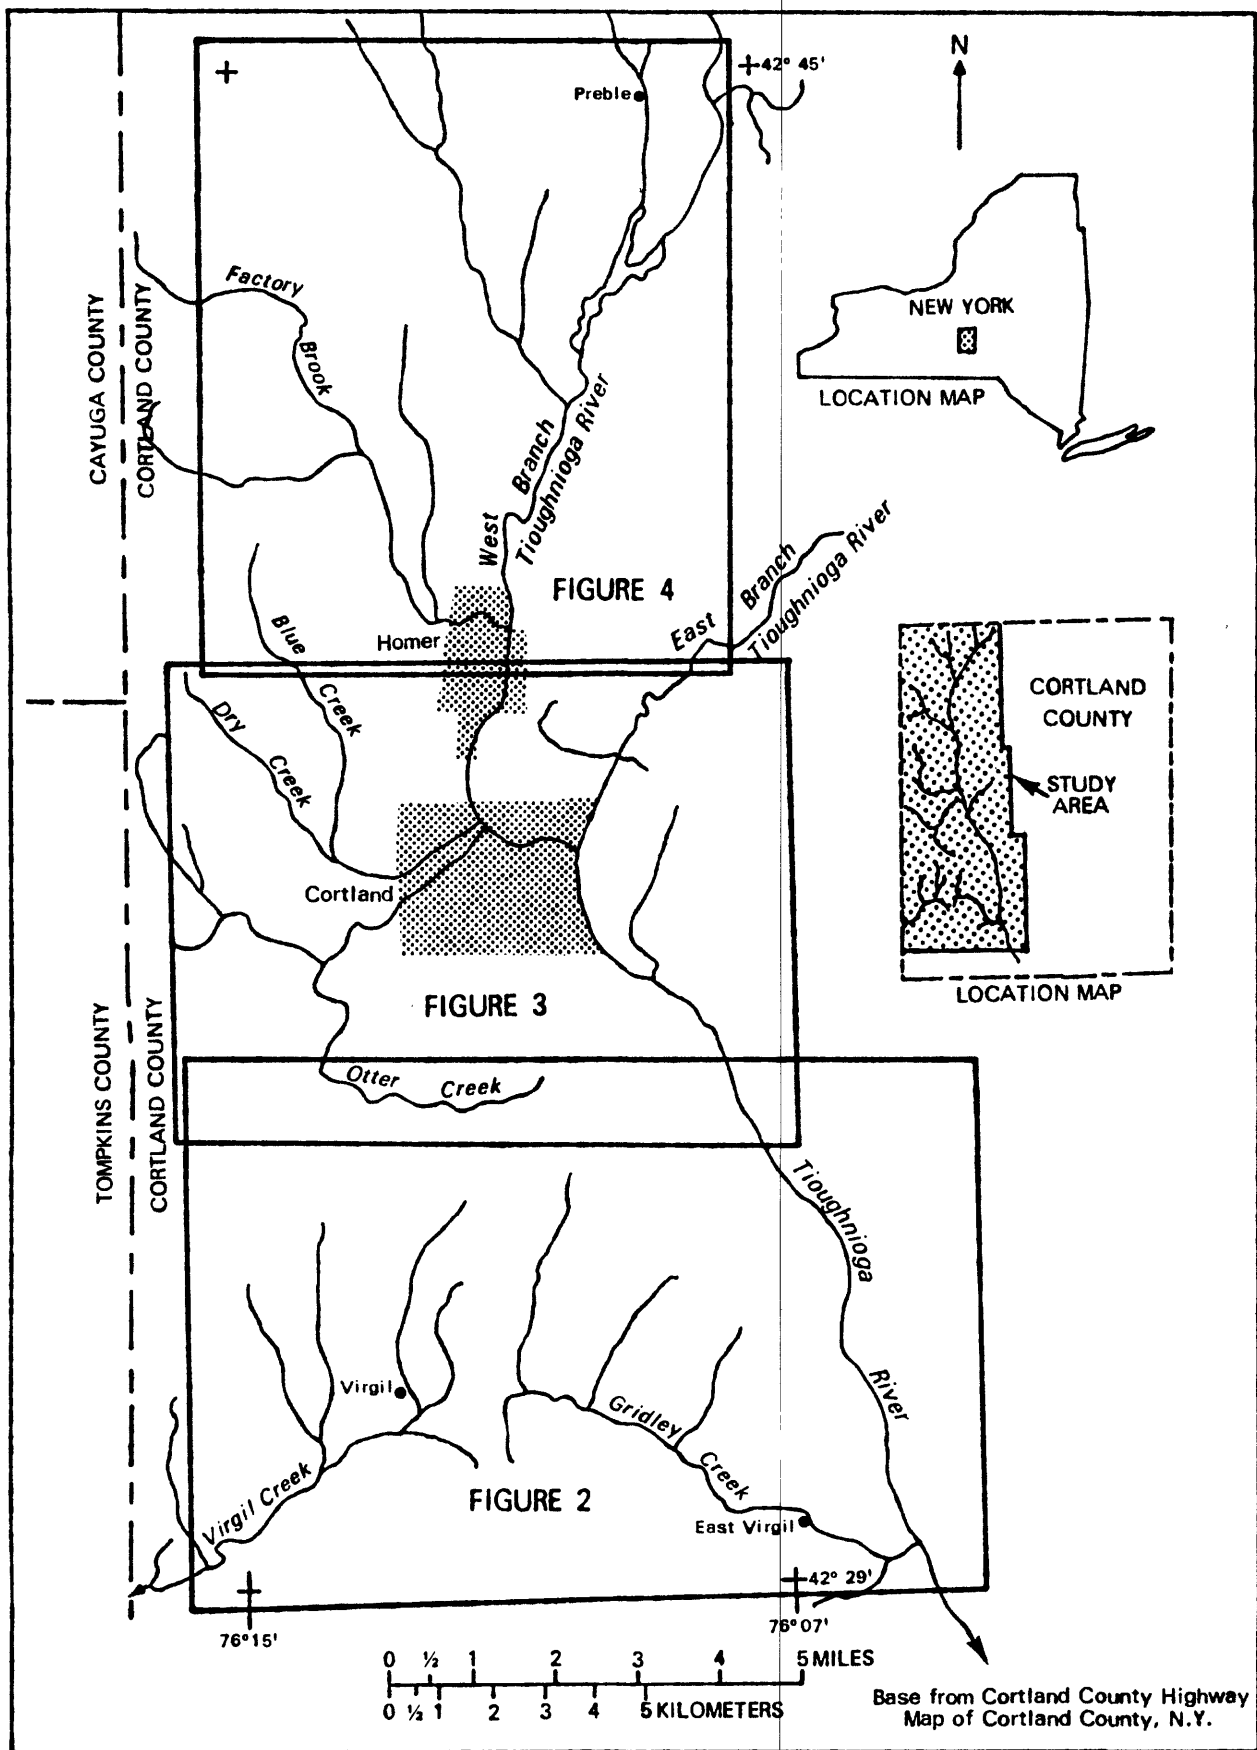 42° 45'
N
Preble
Factory
Brook
CAYUGA COUNTY
CORTLAND COUNTY
NEW YORK
LOCATION MAP
West Branch
Tioughnioga River
FIGURE 4
East Branch
Tioughnioga River
Homer
Blue
Creek
Dry
Creek
CORTLAND
COUNTY
STUDY
AREA
LOCATION MAP
Cortland
FIGURE 3
TOMPKINS COUNTY
CORTLAND COUNTY
Otter Creek
Tioughnioga
River
Virgil
Gridley
Creek
Virgil Creek
FIGURE 2
East Virgil
42° 29'
76° 15'
76° 07'
0 ½ 1 2 3 4 5 MILES
0 ½ 1 2 3 4 5 KILOMETERS
Base from Cortland County Highway
Map of Cortland County, N.Y.